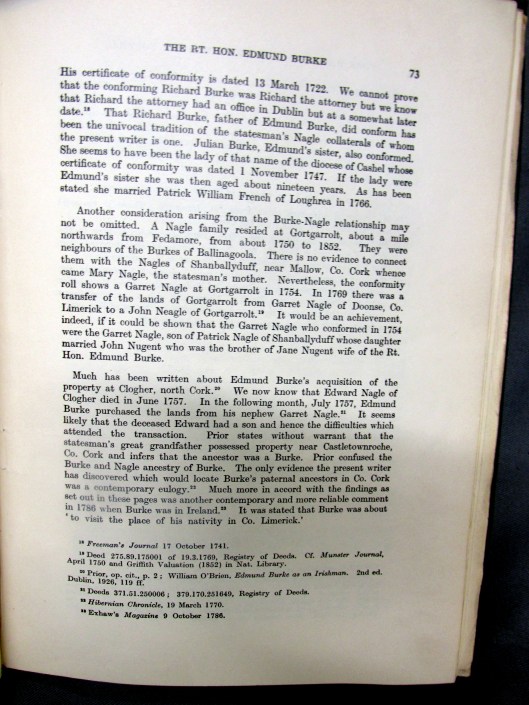 THE RT. HON. EDMUND BURKE
73
His certificate of conformity is dated 13 March 1722. We cannot prove
that the conforming Richard Burke was Richard the attorney but we know
that Richard the attorney had an office in Dublin but at a somewhat later
date.¹⁸ That Richard Burke, father of Edmund Burke, did conform has
been the univocal tradition of the statesman's Nagle collaterals of whom
the present writer is one. Julian Burke, Edmund's sister, also conformed.
She seems to have been the lady of that name of the diocese of Cashel whose
certificate of conformity was dated 1 November 1747. If the lady were
Edmund's sister she was then aged about nineteen years. As has been
stated she married Patrick William French of Loughrea in 1766.
Another consideration arising from the Burke-Nagle relationship may
not be omitted. A Nagle family resided at Gortgarrolt, about a mile
northwards from Fedamore, from about 1750 to 1852. They were
neighbours of the Burkes of Ballinagoola. There is no evidence to connect
them with the Nagles of Shanballyduff, near Mallow, Co. Cork whence
came Mary Nagle, the statesman's mother. Nevertheless, the conformity
roll shows a Garret Nagle at Gortgarrolt in 1754. In 1769 there was a
transfer of the lands of Gortgarrolt from Garret Nagle of Doonse, Co.
Limerick to a John Neagle of Gortgarrolt.¹⁹ It would be an achievement,
indeed, if it could be shown that the Garret Nagle who conformed in 1754
were the Garret Nagle, son of Patrick Nagle of Shanballyduff whose daughter
married John Nugent who was the brother of Jane Nugent wife of the Rt.
Hon. Edmund Burke.
Much has been written about Edmund Burke's acquisition of the
property at Clogher, north Cork.²⁰ We now know that Edward Nagle of
Clogher died in June 1757. In the following month, July 1757, Edmund
Burke purchased the lands from his nephew Garret Nagle.²¹ It seems
likely that the deceased Edward had a son and hence the difficulties which
attended the transaction. Prior states without warrant that the
statesman's great grandfather possessed property near Castletownroche,
Co. Cork and infers that the ancestor was a Burke. Prior confused the
Burke and Nagle ancestry of Burke. The only evidence the present writer
has discovered which would locate Burke's paternal ancestors in Co. Cork
was a contemporary eulogy.²² Much more in accord with the findings as
set out in these pages was another contemporary and more reliable comment
in 1786 when Burke was in Ireland.²³ It was stated that Burke was about
' to visit the place of his nativity in Co. Limerick.'
¹⁸ Freeman's Journal 17 October 1741.
¹⁹ Deed 275.89.175001 of 19.3.1769, Registry of Deeds. Cf. Munster Journal,
April 1750 and Griffith Valuation (1852) in Nat. Library.
²⁰ Prior, op. cit., p. 2 ; William O'Brien, Edmund Burke as an Irishman. 2nd ed.
Dublin, 1926, 119 ff.
²¹ Deeds 371.51.250006 ; 379.170.251649, Registry of Deeds.
²² Hibernian Chronicle, 19 March 1770.
²³ Exhaw's Magazine 9 October 1786.